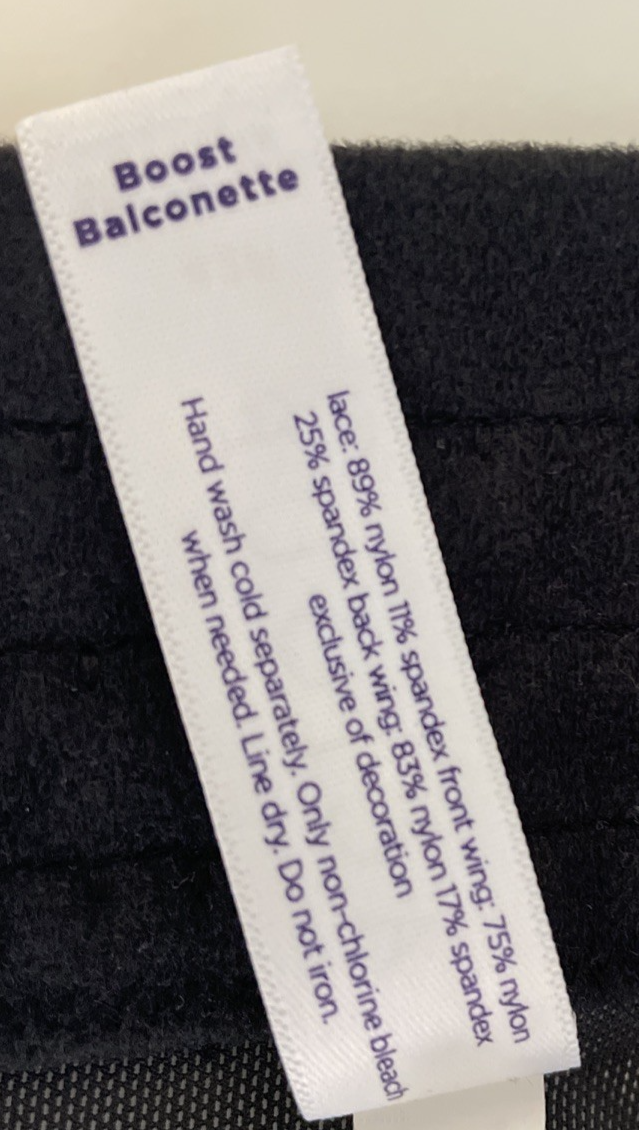 Boost
Balconette
lace: 89% nylon 11% spandex front wing: 75% nylon
25% spandex back wing: 83% nylon 17% spandex
exclusive of decoration
Hand wash cold separately. Only non-chlorine bleach
when needed. Line dry. Do not iron.